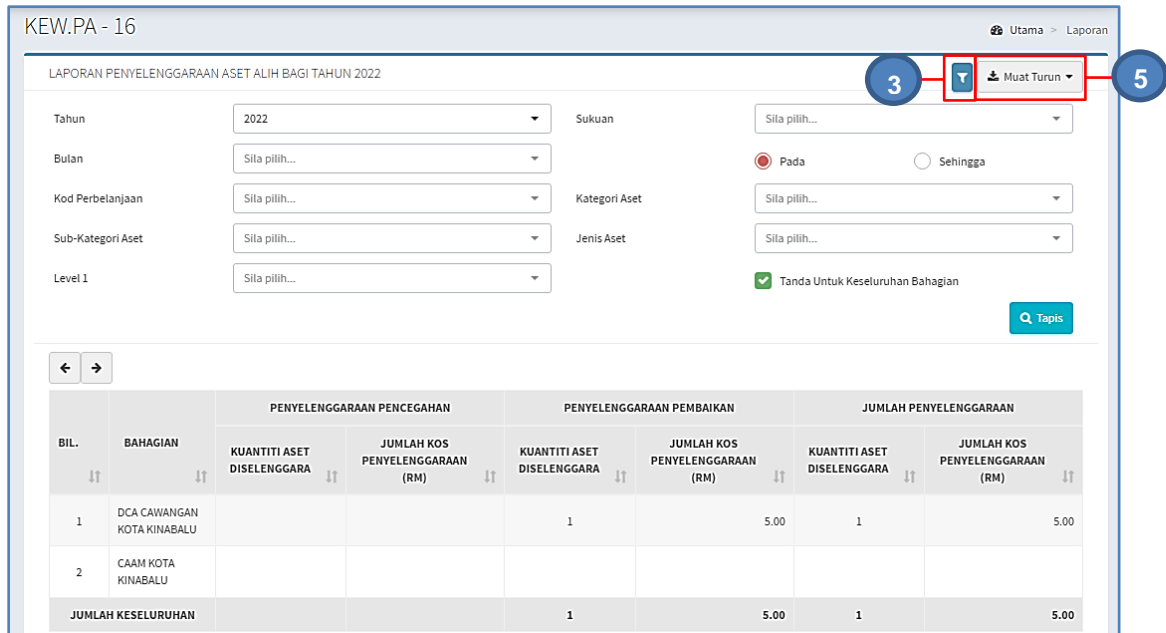 KEW.PA - 16
Utama > Laporan
LAPORAN PENYELENGGARAAN ASET ALIH BAGI TAHUN 2022
3
Muat Turun
5
Tahun 2022 Sukuan Sila pilih...
Bulan Sila pilih... Pada Sehingga
Kod Perbelanjaan Sila pilih... Kategori Aset Sila pilih...
Sub-Kategori Aset Sila pilih... Jenis Aset Sila pilih...
Level 1 Sila pilih... Tanda Untuk Keseluruhan Bahagian
Tapis
PENYELENGGARAAN PENCEGAHAN PENYELENGGARAAN PEMBAIKAN JUMLAH PENYELENGGARAAN
BIL. BAHAGIAN
KUANTITI ASET DISELENGGARA JUMLAH KOS PENYELENGGARAAN (RM) KUANTITI ASET DISELENGGARA JUMLAH KOS PENYELENGGARAAN (RM) KUANTITI ASET DISELENGGARA JUMLAH KOS PENYELENGGARAAN (RM)
1 DCA CAWANGAN KOTA KINABALU 1 5.00 1 5.00
2 CAAM KOTA KINABALU
JUMLAH KESELURUHAN 1 5.00 1 5.00